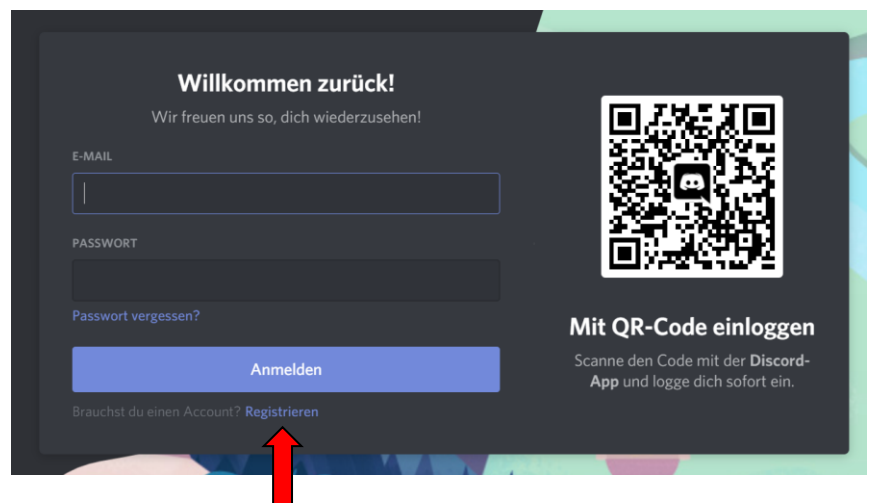 Willkommen zurück!
Wir freuen uns so, dich wiederzusehen!
E-MAIL
PASSWORT
Passwort vergessen?
Anmelden
Brauchst du einen Account? Registrieren
Mit QR-Code einloggen
Scanne den Code mit der Discord-
App und logge dich sofort ein.